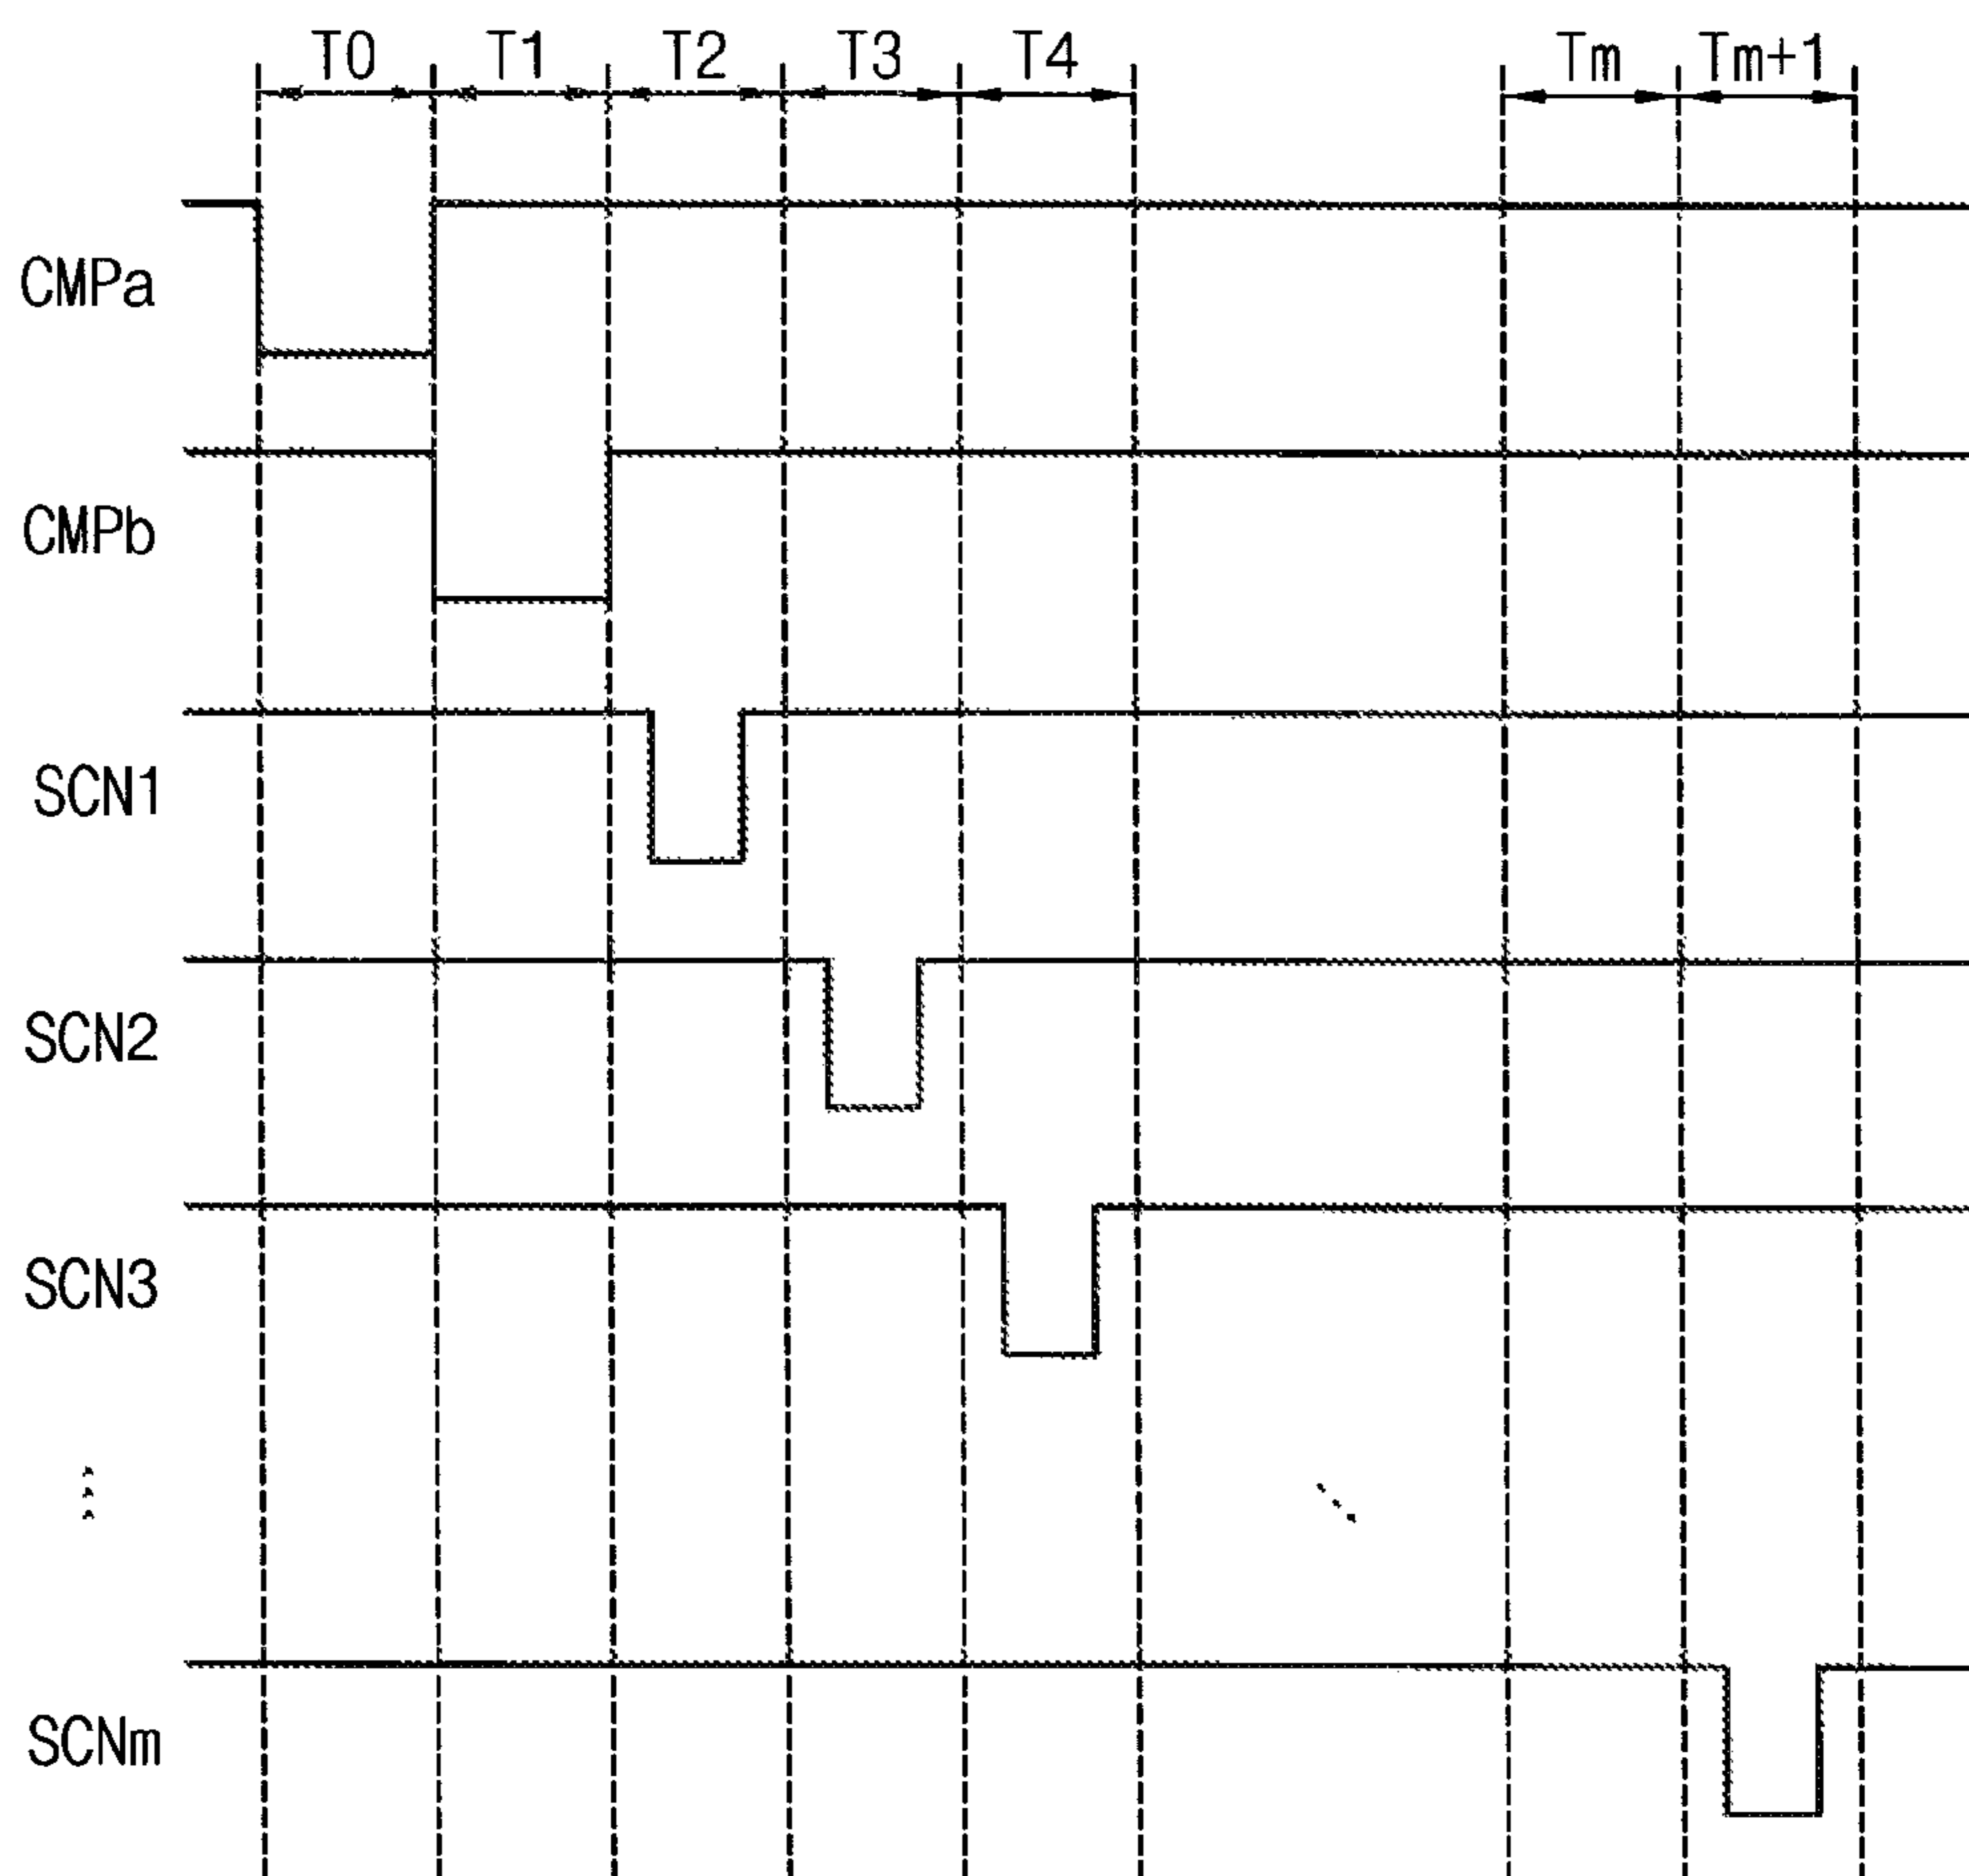 T0 T1 T2 T3 T4 Tm Tm+1
CMPa
CMPb
SCN1
SCN2
SCN3
SCNm